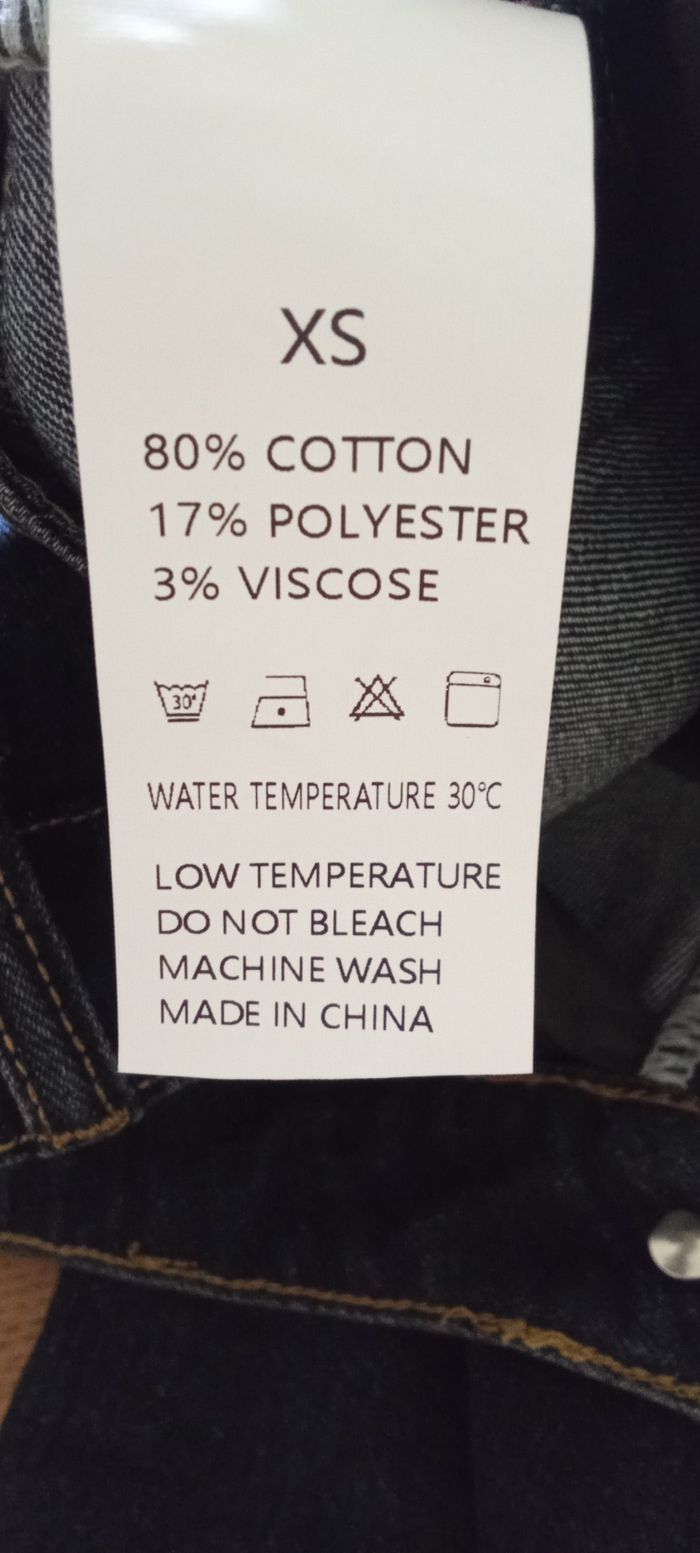 XS
80% COTTON
17% POLYESTER
3% VISCOSE
30°
WATER TEMPERATURE 30℃
LOW TEMPERATURE
DO NOT BLEACH
MACHINE WASH
MADE IN CHINA